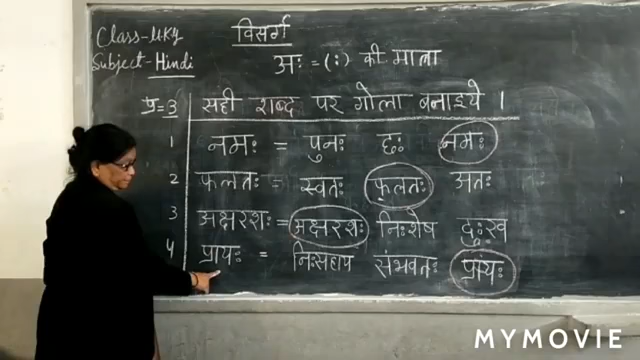 Class-UKG
Subject-Hindi
विसर्ग
अः = (ः) की माला
प्र=3 सही शब्द पर गोला बनाइये ।
1 नमः = पुनः छः नमः
2 फलतः = स्वतः फलतः अतः
3 अक्षरशः = अक्षरशः निःशेष दुःख
4 प्रायः = निःसहाय संभवतः प्रायः
MYMOVIE